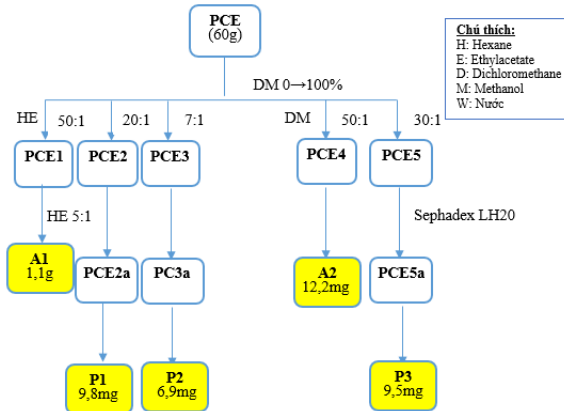 PCE
(60g)
Chú thích:
H: Hexane
E: Ethylacetate
D: Dichloromethane
M: Methanol
W: Nước
DM 0→100%
HE 50:1 20:1 7:1 DM 50:1 30:1
PCE1 PCE2 PCE3 PCE4 PCE5
HE 5:1 Sephadex LH20
A1
1,1g
PCE2a PC3a
A2
12,2mg
PCE5a
P1
9,8mg
P2
6,9mg
P3
9,5mg